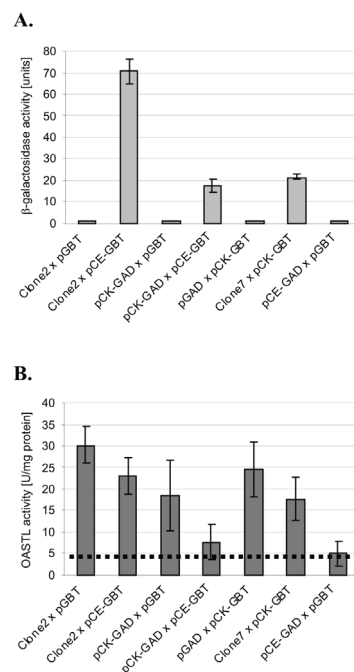 A.
β-galactosidase activity [units]
80
70
60
50
40
30
20
10
0
Clone2 x pGBT
Clone2 x pCE-GBT
pCK-GAD x pGBT
pCK-GAD x pCE-GBT
pGAD x pCK-GBT
Clone7 x pCK-GBT
pCE-GAD x pGBT
B.
OASTL activity [U/mg protein]
40
35
30
25
20
15
10
5
0
Clone2 x pGBT
Clone2 x pCE-GBT
pCK-GAD x pGBT
pCK-GAD x pCE-GBT
pGAD x pCK-GBT
Clone7 x pCK-GBT
pCE-GAD x pGBT